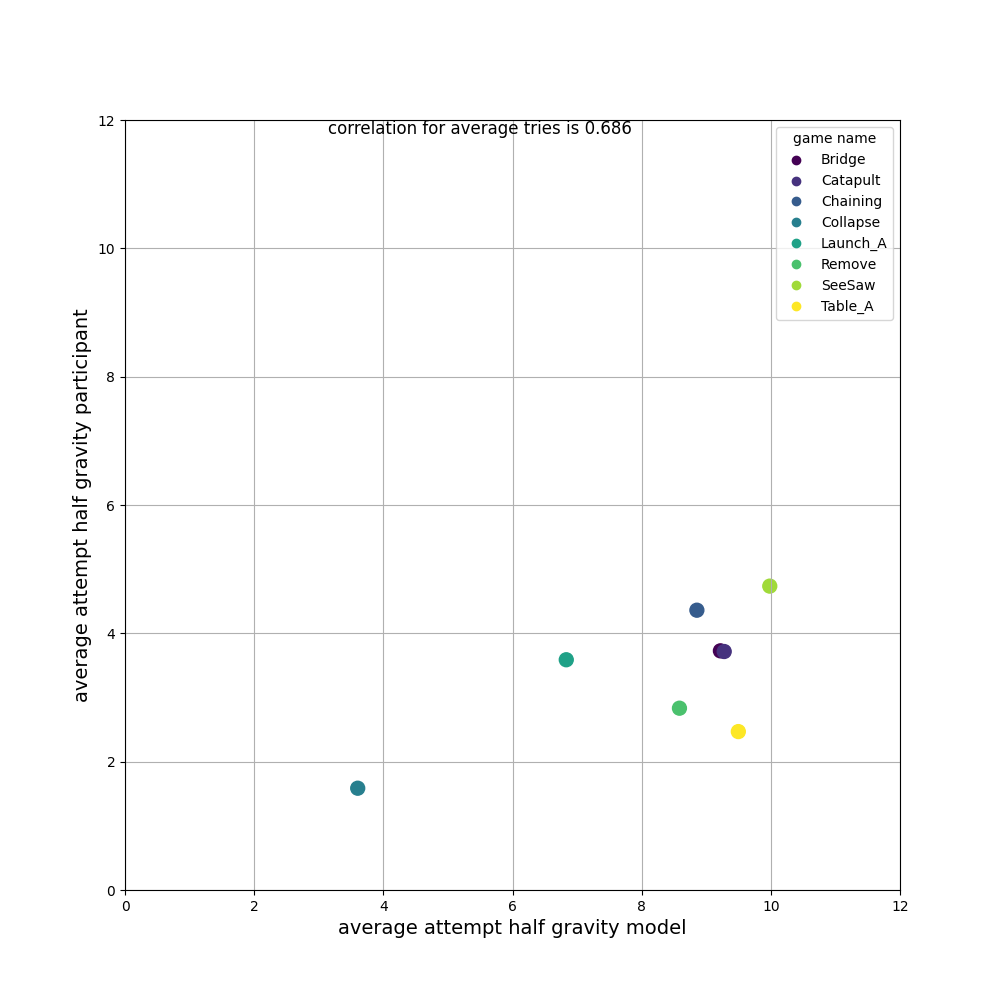 correlation for average tries is 0.686
game name
Bridge
Catapult
Chaining
Collapse
Launch_A
Remove
SeeSaw
Table_A
average attempt half gravity participant
12
10
8
6
4
2
0
0 2 4 6 8 10 12
average attempt half gravity model